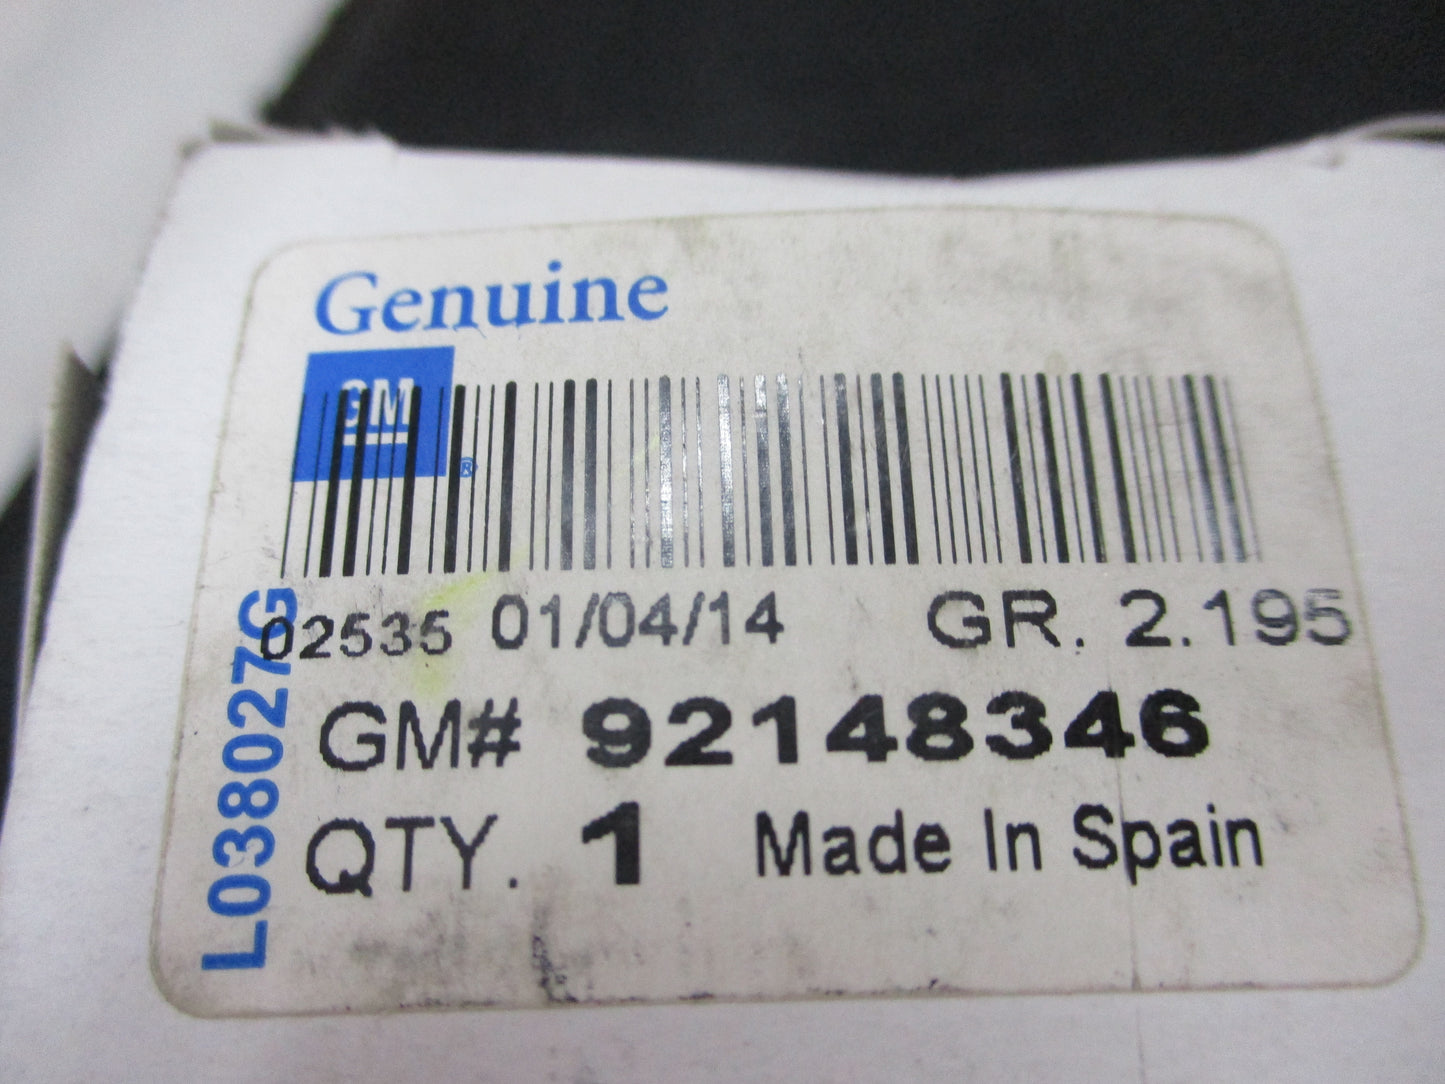 Genuine
GM®
02535 01/04/14 GR. 2.195
GM# 92148346
QTY. 1 Made In Spain
L038027G